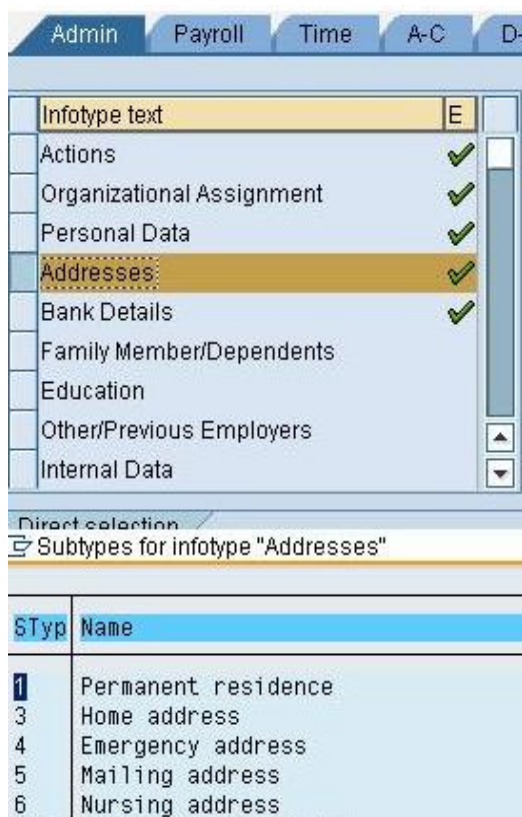 Admin Payroll Time A-C D-
Infotype text E
Actions
Organizational Assignment
Personal Data
Addresses
Bank Details
Family Member/Dependents
Education
Other/Previous Employers
Internal Data
Direct selection
Subtypes for infotype "Addresses"
STyp Name
1 Permanent residence
3 Home address
4 Emergency address
5 Mailing address
6 Nursing address